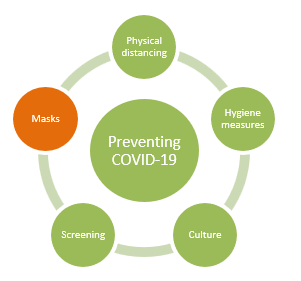 Physical
distancing
Hygiene
measures
Masks
Preventing
COVID-19
Screening
Culture